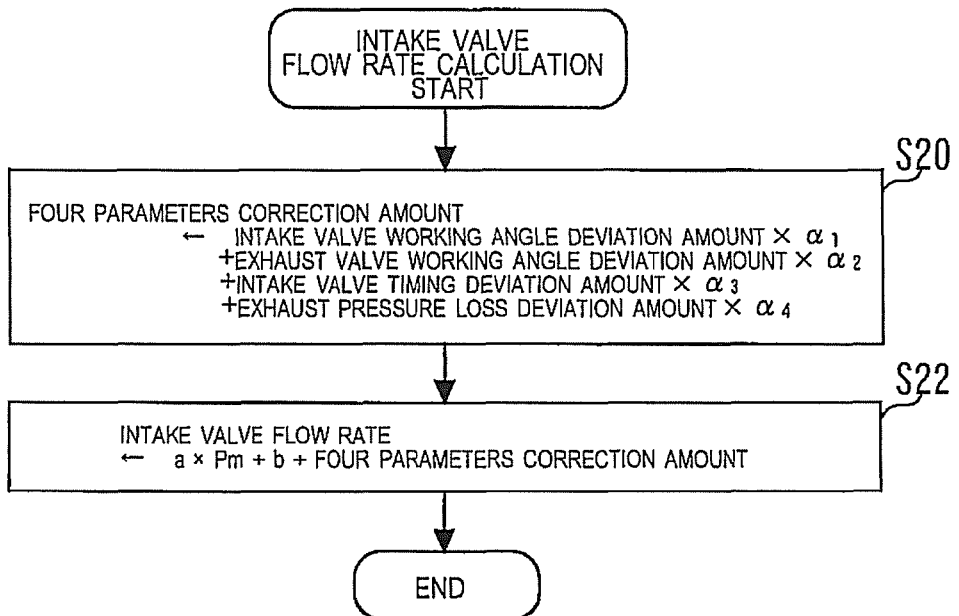 INTAKE VALVE
FLOW RATE CALCULATION
START
S20
FOUR PARAMETERS CORRECTION AMOUNT
← INTAKE VALVE WORKING ANGLE DEVIATION AMOUNT × α1
+EXHAUST VALVE WORKING ANGLE DEVIATION AMOUNT × α2
+INTAKE VALVE TIMING DEVIATION AMOUNT × α3
+EXHAUST PRESSURE LOSS DEVIATION AMOUNT × α4
S22
INTAKE VALVE FLOW RATE
← a × Pm + b + FOUR PARAMETERS CORRECTION AMOUNT
END